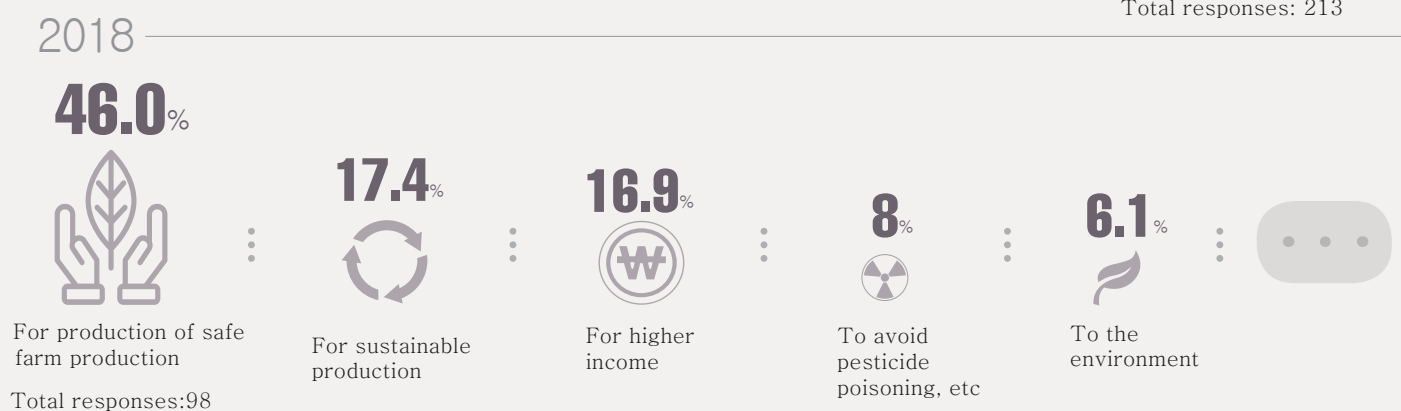 Total responses: 213
2018
46.0%
17.4%
16.9%
8%
6.1%
₩
For production of safe
farm production
For sustainable
production
For higher
income
To avoid
pesticide
poisoning, etc
To the
environment
Total responses:98